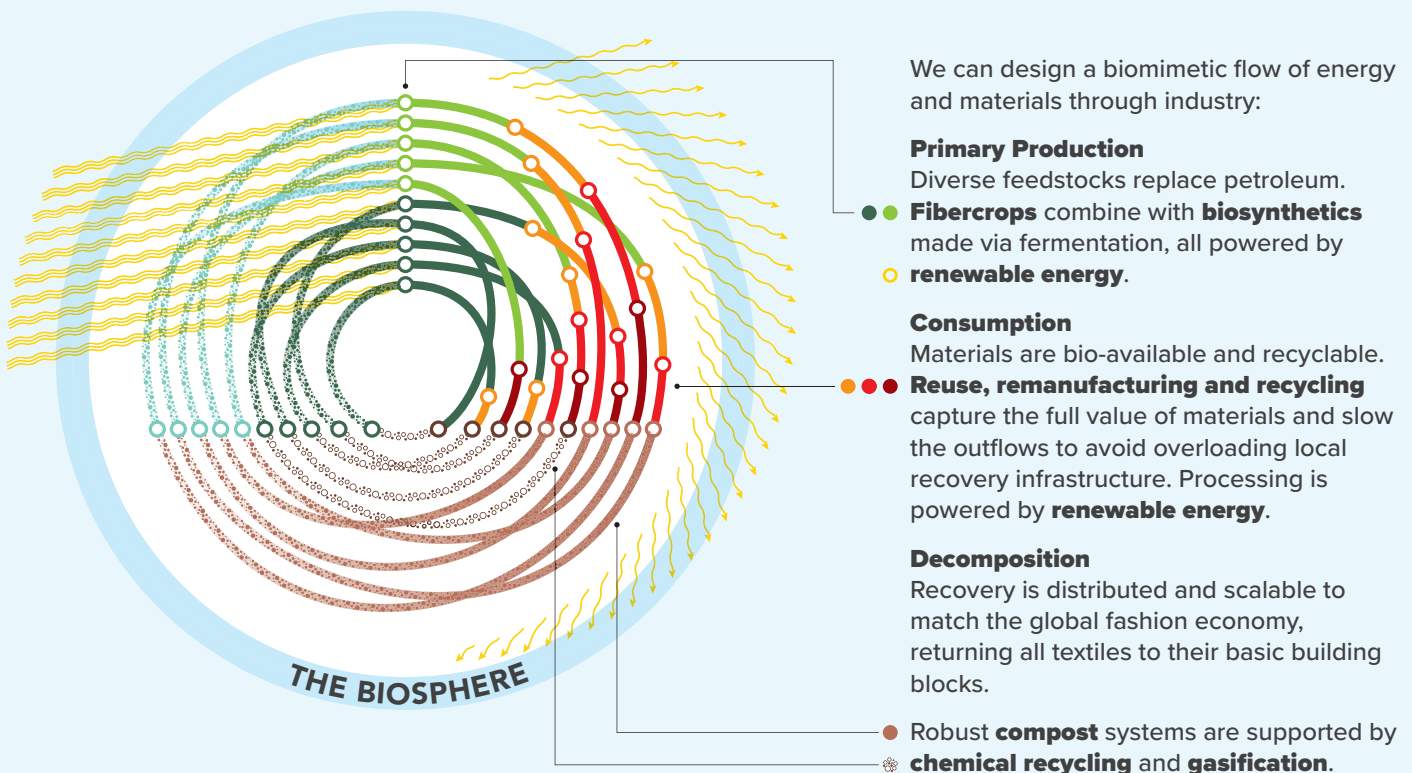 We can design a biomimetic flow of energy
and materials through industry:
Primary Production
Diverse feedstocks replace petroleum.
Fibercrops combine with biosynthetics
made via fermentation, all powered by
renewable energy.
Consumption
Materials are bio-available and recyclable.
Reuse, remanufacturing and recycling
capture the full value of materials and slow
the outflows to avoid overloading local
recovery infrastructure. Processing is
powered by renewable energy.
Decomposition
Recovery is distributed and scalable to
match the global fashion economy,
returning all textiles to their basic building
blocks.
Robust compost systems are supported by
chemical recycling and gasification.
THE BIOSPHERE